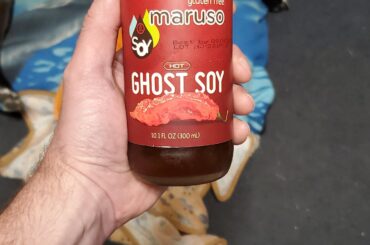 gluten free
maruso
SOY
HOT
GHOST SOY
10.1 FL OZ (300 mL)